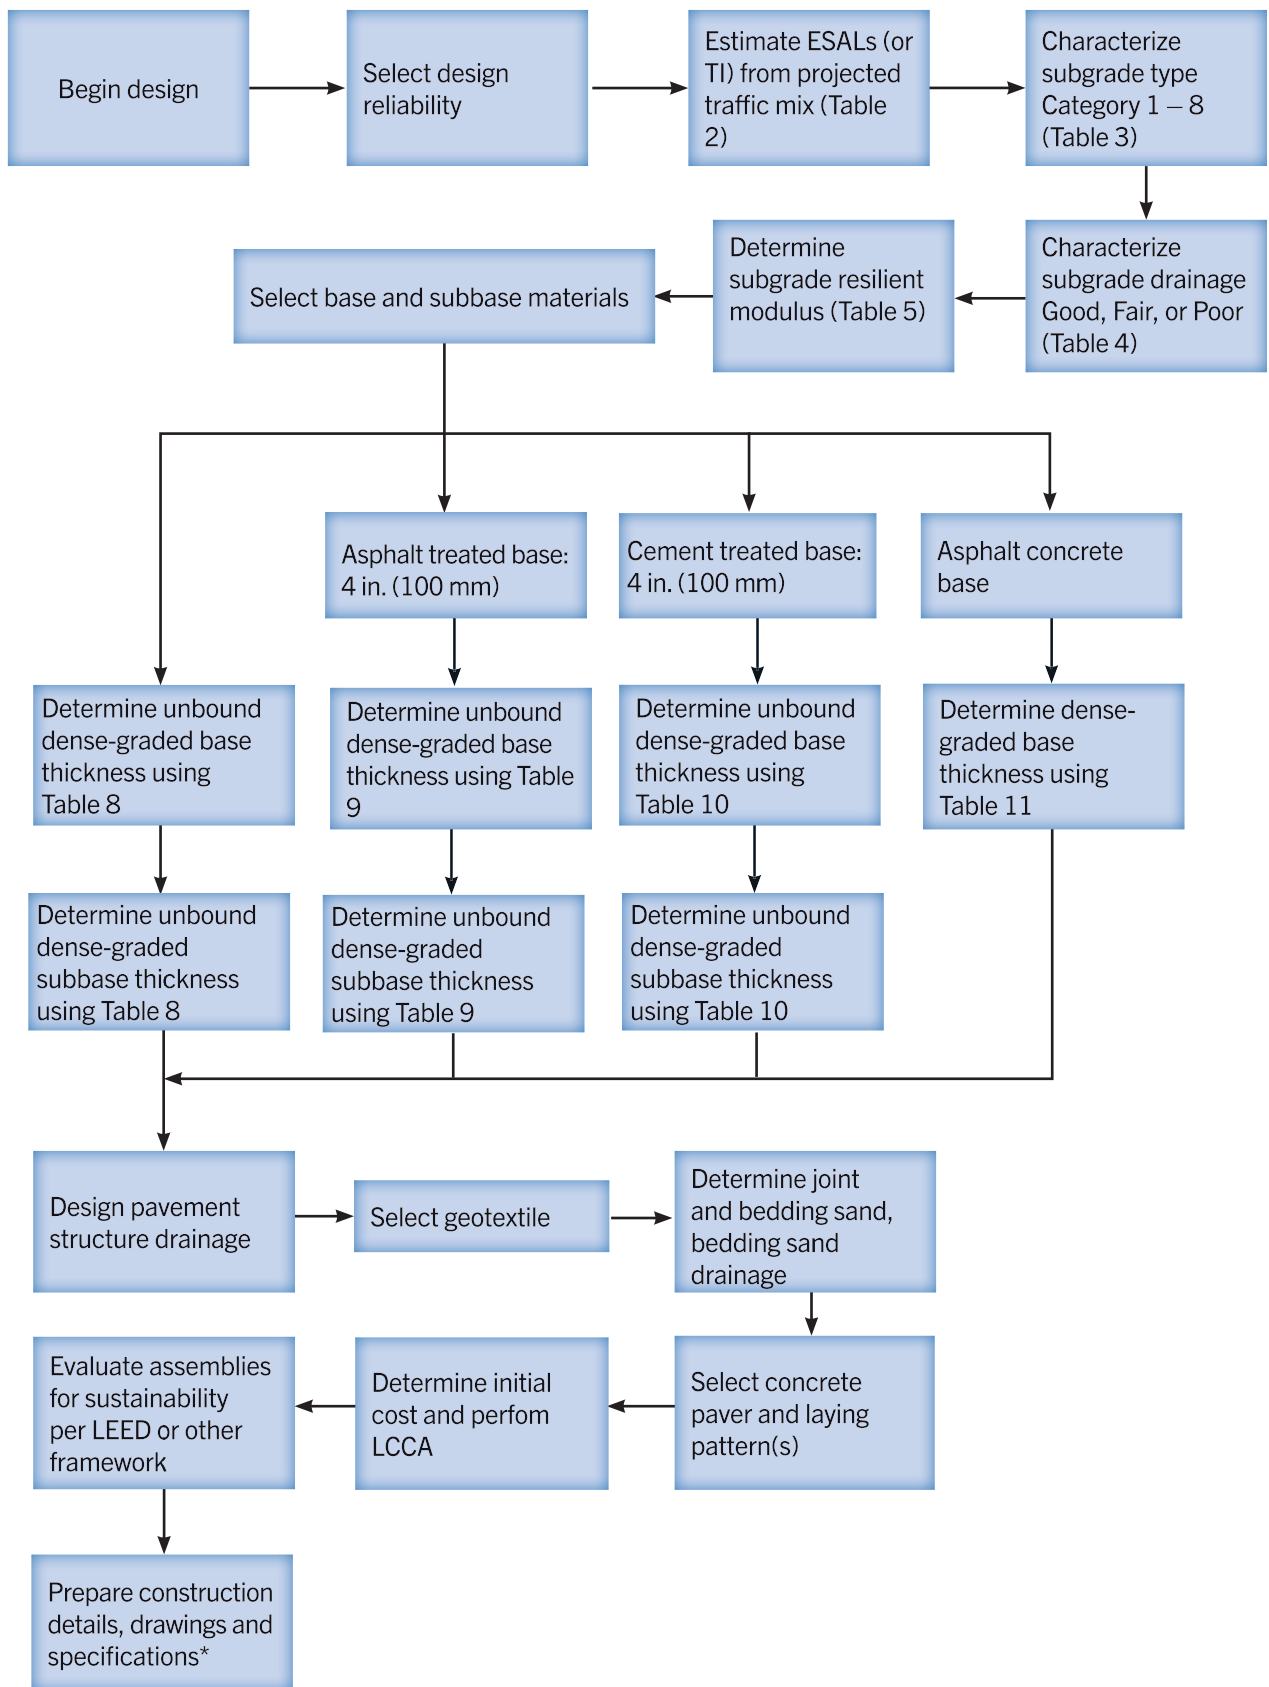 Begin design
Select design
reliability
Estimate ESALs (or
TI) from projected
traffic mix (Table
2)
Characterize
subgrade type
Category 1 – 8
(Table 3)
Select base and subbase materials
Determine
subgrade resilient
modulus (Table 5)
Characterize
subgrade drainage
Good, Fair, or Poor
(Table 4)
Asphalt treated base:
4 in. (100 mm)
Cement treated base:
4 in. (100 mm)
Asphalt concrete
base
Determine unbound
dense-graded base
thickness using
Table 8
Determine unbound
dense-graded base
thickness using Table
9
Determine unbound
dense-graded base
thickness using
Table 10
Determine dense-
graded base
thickness using
Table 11
Determine unbound
dense-graded
subbase thickness
using Table 8
Determine unbound
dense-graded
subbase thickness
using Table 9
Determine unbound
dense-graded
subbase thickness
using Table 10
Design pavement
structure drainage
Select geotextile
Determine joint
and bedding sand,
bedding sand
drainage
Evaluate assemblies
for sustainability
per LEED or other
framework
Determine initial
cost and perfom
LCCA
Select concrete
paver and laying
pattern(s)
Prepare construction
details, drawings and
specifications*